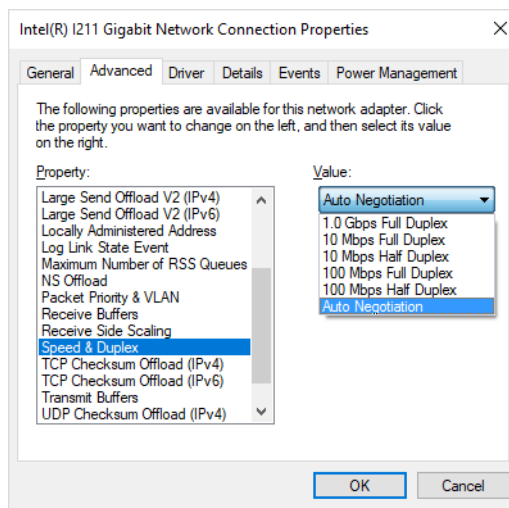 Intel(R) I211 Gigabit Network Connection Properties
General Advanced Driver Details Events Power Management
The following properties are available for this network adapter. Click
the property you want to change on the left, and then select its value
on the right.
Property:
Large Send Offload V2 (IPv4)
Large Send Offload V2 (IPv6)
Locally Administered Address
Log Link State Event
Maximum Number of RSS Queues
NS Offload
Packet Priority & VLAN
Receive Buffers
Receive Side Scaling
Speed & Duplex
TCP Checksum Offload (IPv4)
TCP Checksum Offload (IPv6)
Transmit Buffers
UDP Checksum Offload (IPv4)
Value:
Auto Negotiation
1.0 Gbps Full Duplex
10 Mbps Full Duplex
10 Mbps Half Duplex
100 Mbps Full Duplex
100 Mbps Half Duplex
Auto Negotiation
OK Cancel